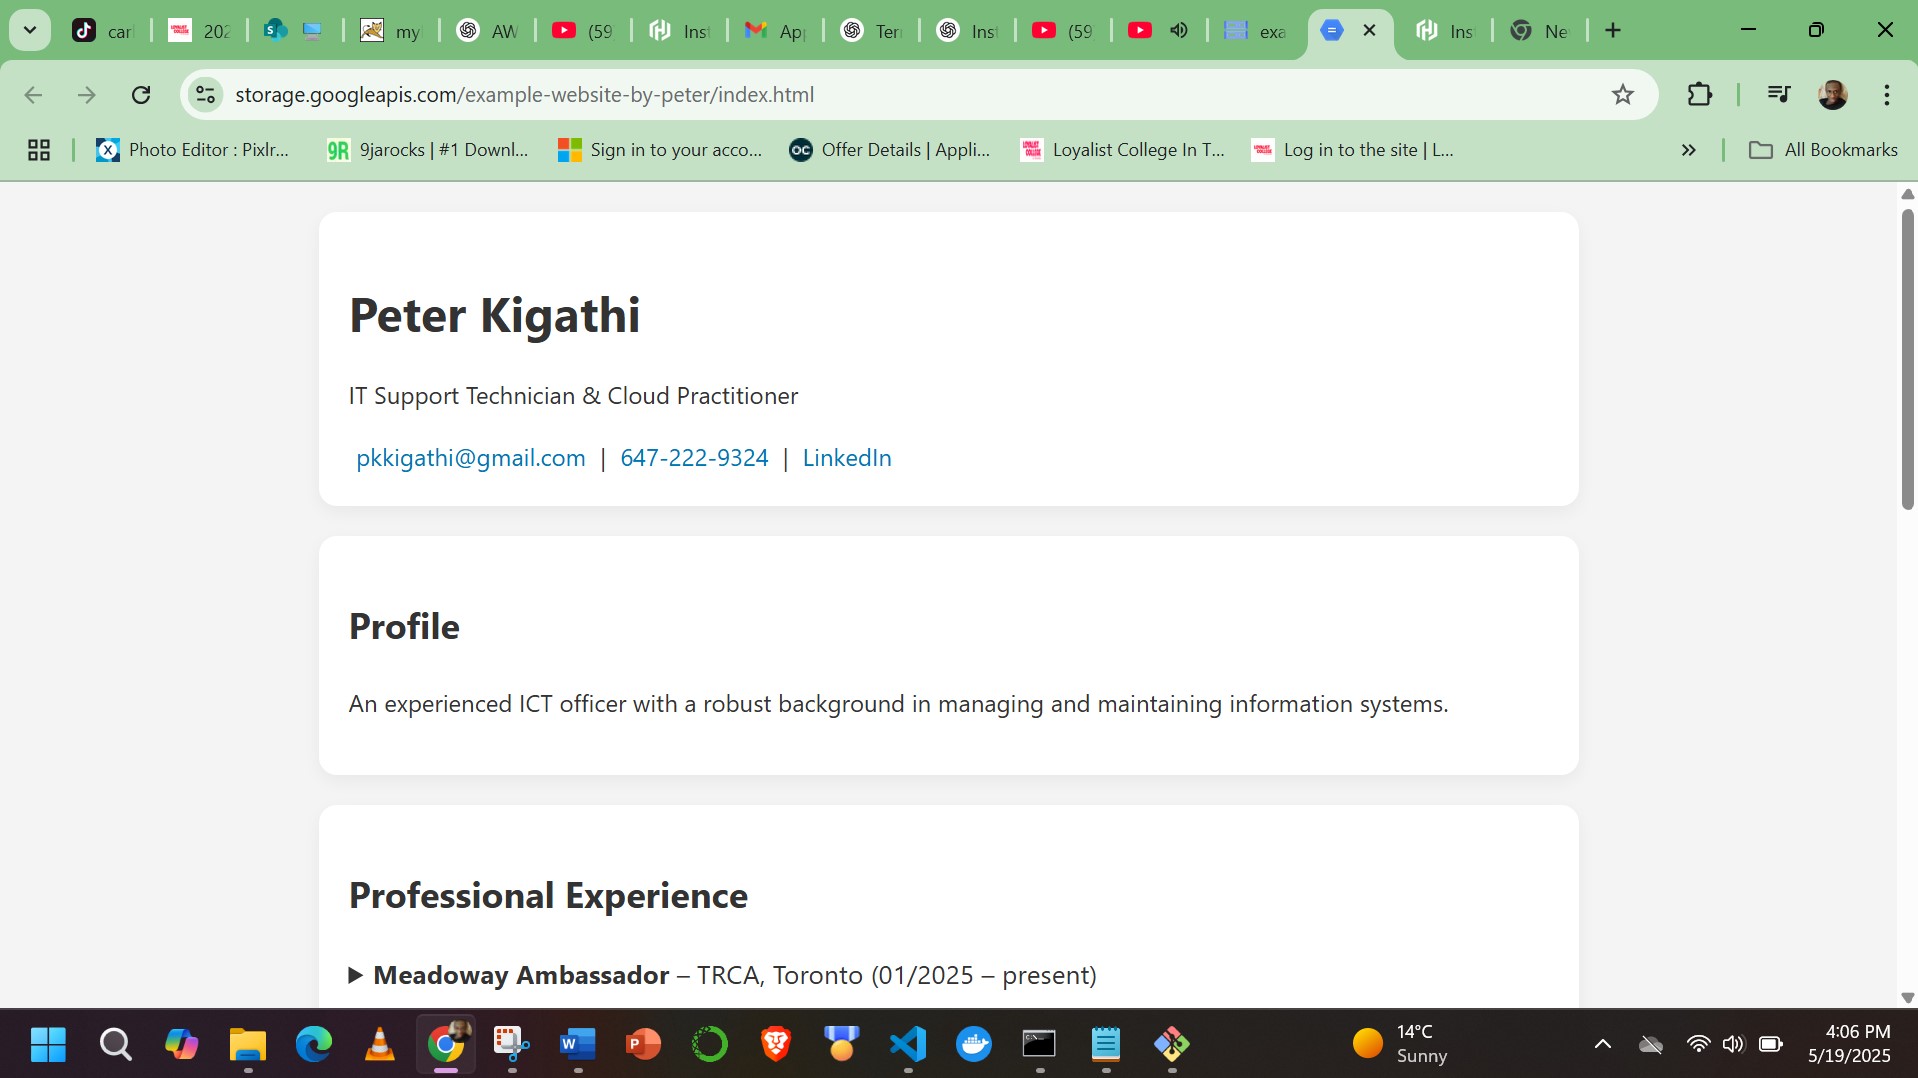 car
202
my
AW
(59
Inst
App
Terr
Inst
(59
exa
Inst
Ne
storage.googleapis.com/example-website-by-peter/index.html
Photo Editor : Pixlr...
9jarocks | #1 Downl...
Sign in to your acco...
Offer Details | Appli...
Loyalist College In T...
Log in to the site | L...
All Bookmarks
Peter Kigathi
IT Support Technician & Cloud Practitioner
pkkigathi@gmail.com | 647-222-9324 | LinkedIn
Profile
An experienced ICT officer with a robust background in managing and maintaining information systems.
Professional Experience
Meadoway Ambassador – TRCA, Toronto (01/2025 – present)
14°C
Sunny
4:06 PM
5/19/2025